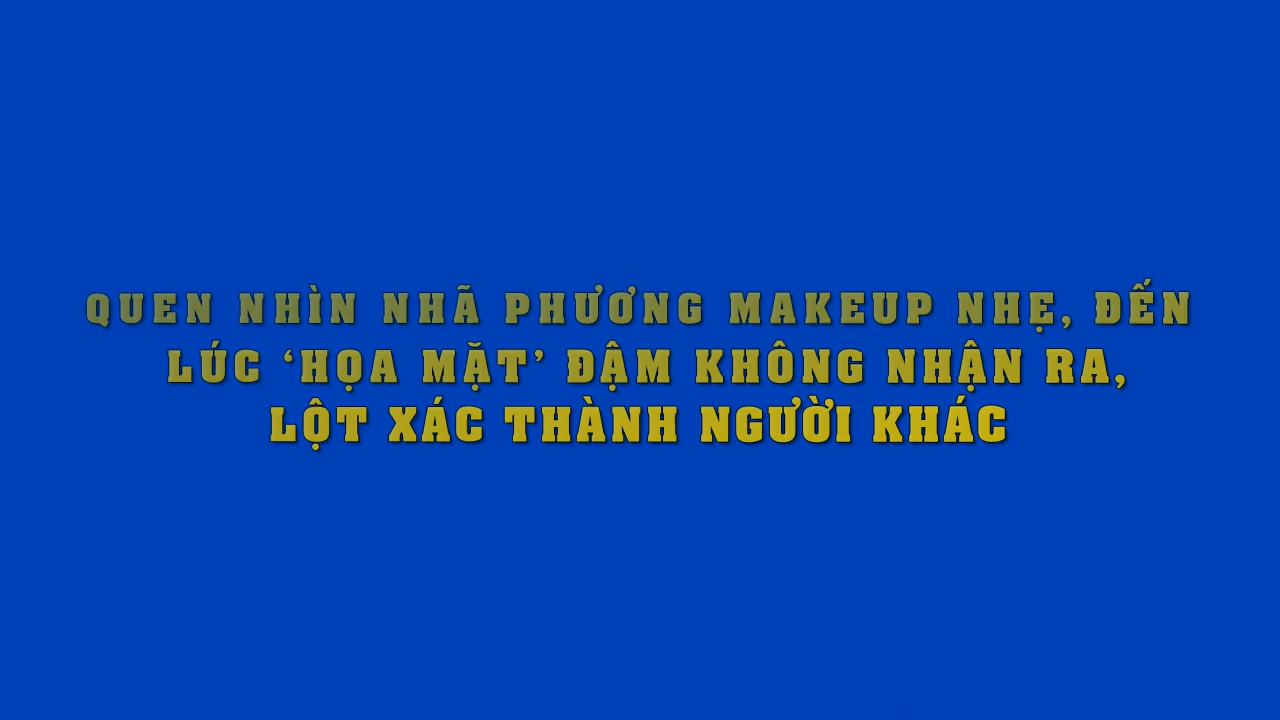 QUEN NHÌN NHÃ PHƯƠNG MAKEUP NHẸ, ĐẾN
LÚC ‘HỌA MẶT’ ĐẬM KHÔNG NHẬN RA,
LỘT XÁC THÀNH NGƯỜI KHÁC